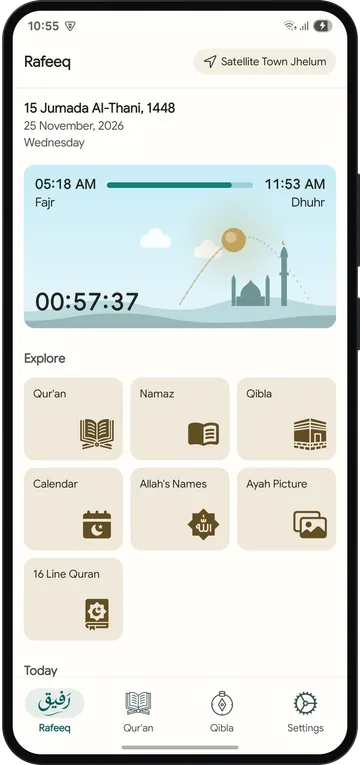 10:55
Rafeeq
Satellite Town Jhelum
15 Jumada Al-Thani, 1448
25 November, 2026
Wednesday
05:18 AM 11:53 AM
Fajr Dhuhr
00:57:37
Explore
Qur'an Namaz Qibla
Calendar Allah's Names Ayah Picture
الله
16 Line Quran
Today
رفيق
Rafeeq Qur'an Qibla Settings